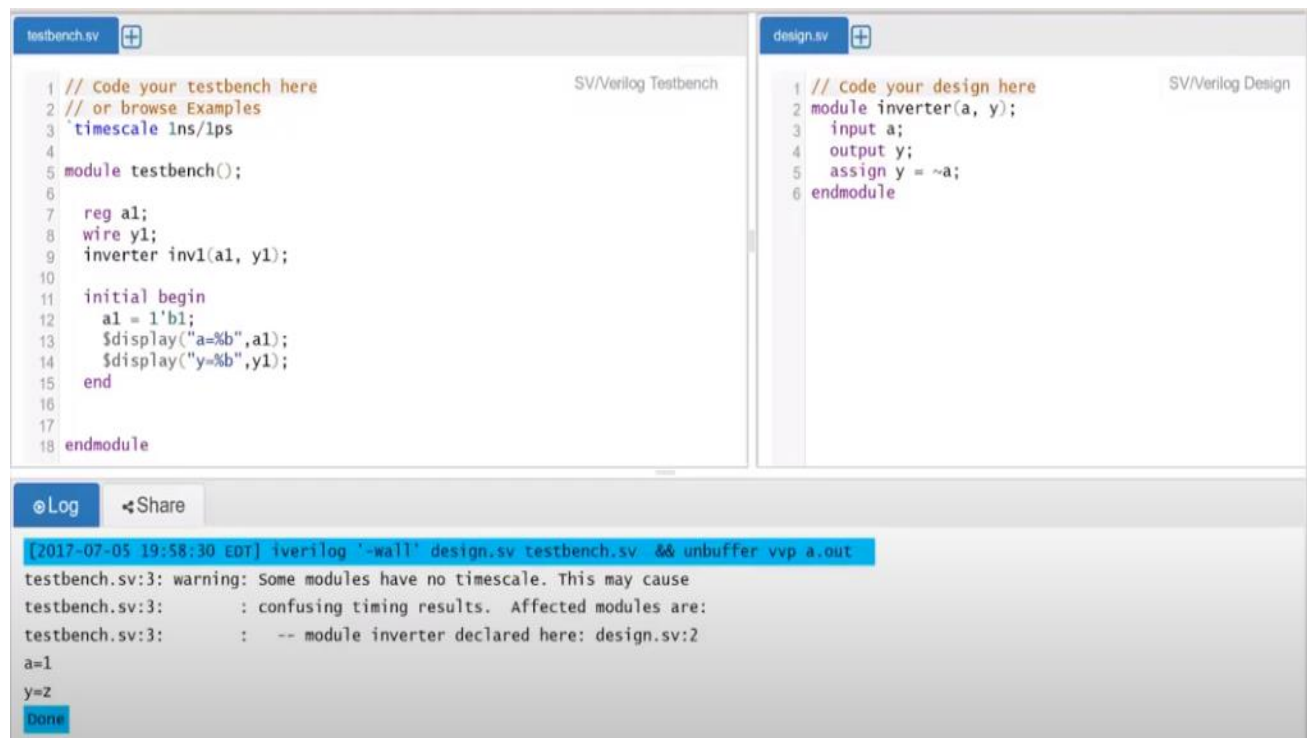 testbench.sv
1 // Code your testbench here
SV/Verilog Testbench
2 // or browse Examples
3 `timescale 1ns/1ps
4
5 module testbench();
6
7 reg a1;
8 wire y1;
9 inverter inv1(a1, y1);
10
11 initial begin
12 a1 = 1'b1;
13 $display("a=%b",a1);
14 $display("y=%b",y1);
15 end
16
17
18 endmodule
design.sv
1 // Code your design here
SV/Verilog Design
2 module inverter(a, y);
3 input a;
4 output y;
5 assign y = ~a;
6 endmodule
Log
Share
[2017-07-05 19:58:30 EDT] iverilog '-wall' design.sv testbench.sv && unbuffer vvp a.out
testbench.sv:3: warning: Some modules have no timescale. This may cause
testbench.sv:3: : confusing timing results. Affected modules are:
testbench.sv:3: : -- module inverter declared here: design.sv:2
a=1
y=z
Done